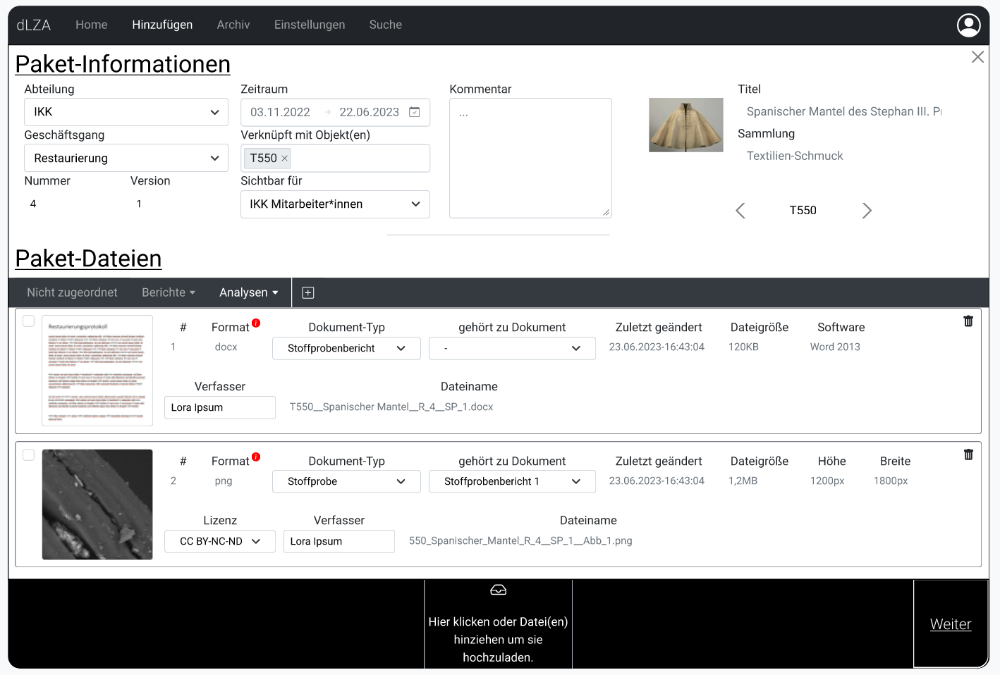 dLZA Home Hinzufügen Archiv Einstellungen Suche
Paket-Informationen
Abteilung Zeitraum Kommentar Titel
IKK 03.11.2022 → 22.06.2023 ... Spanischer Mantel des Stephan III.
Geschäftsgang Verknüpft mit Objekt(en) Sammlung
Restaurierung T550 × Textilien-Schmuck
Nummer Version Sichtbar für
4 1 IKK Mitarbeiter*innen T550
Paket-Dateien
Nicht zugeordnet Berichte Analysen
Restaurierungsprotokoll
# Format i Dokument-Typ gehört zu Dokument Zuletzt geändert Dateigröße Software
1 docx Stoffprobenbericht - 23.06.2023-16:43:04 120KB Word 2013
Verfasser Dateiname
Lora Ipsum T550__Spanischer Mantel__R_4__SP_1.docx
# Format i Dokument-Typ gehört zu Dokument Zuletzt geändert Dateigröße Höhe Breite
2 png Stoffprobe Stoffprobenbericht 1 23.06.2023-16:43:04 1,2MB 1200px 1800px
Lizenz Verfasser Dateiname
CC BY-NC-ND Lora Ipsum 550_Spanischer_Mantel_R_4__SP_1__Abb_1.png
Hier klicken oder Datei(en)
hinziehen um sie
hochzuladen.
Weiter